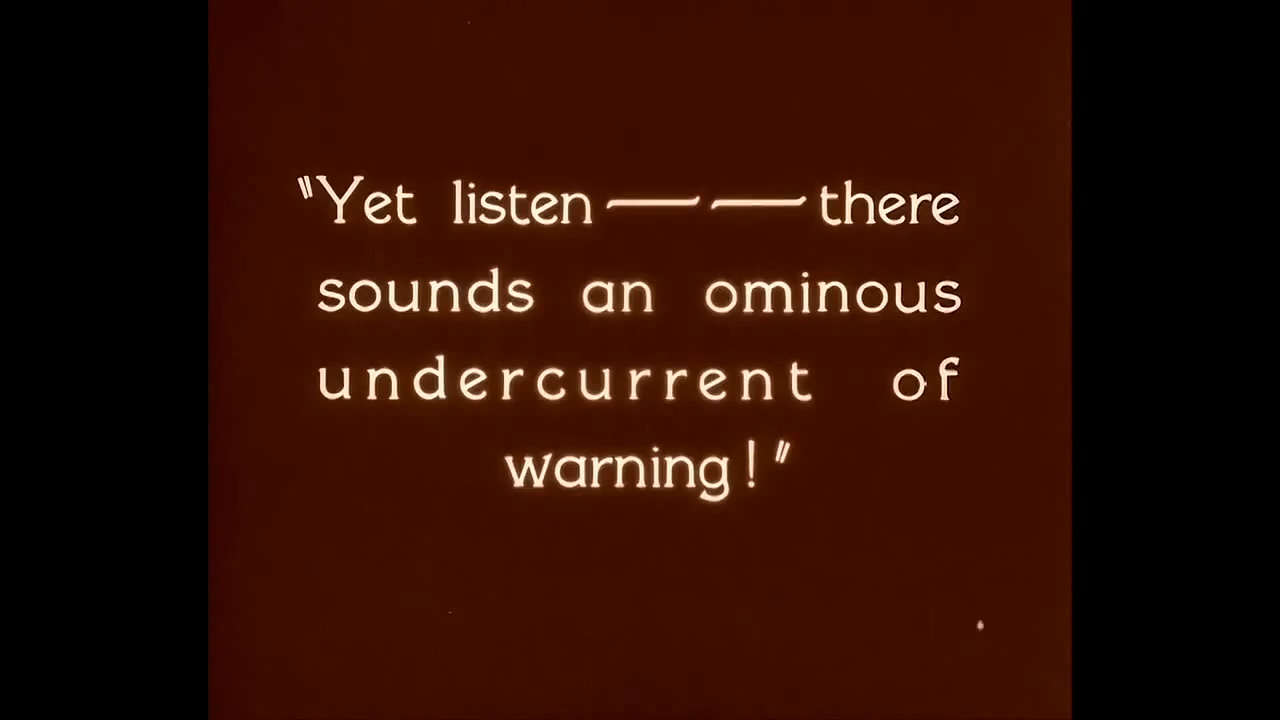 "Yet listen — — there
sounds an ominous
undercurrent of
warning!"